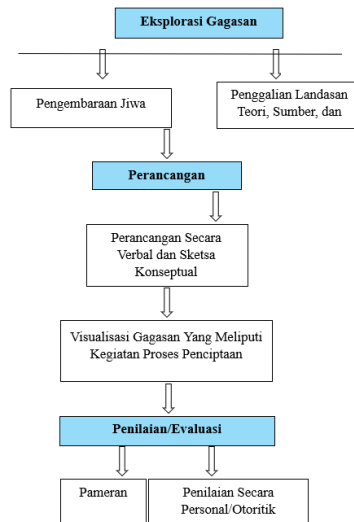 Eksplorasi Gagasan
Pengembaraan Jiwa
Penggalian Landasan
Teori, Sumber, dan
Perancangan
Perancangan Secara
Verbal dan Sketsa
Konseptual
Visualisasi Gagasan Yang Meliputi
Kegiatan Proses Penciptaan
Penilaian/Evaluasi
Pameran
Penilaian Secara
Personal/Otoritik